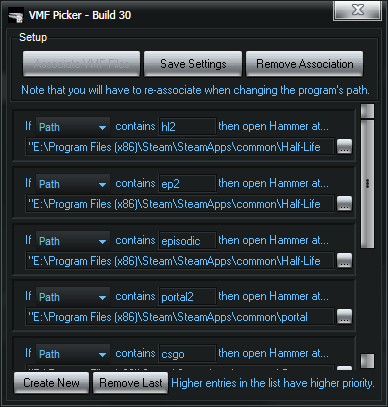 VMF Picker - Build 30
Setup
Associate VMF Files
Save Settings
Remove Association
Note that you will have to re-associate when changing the program's path.
If Path contains hl2 then open Hammer at...
"E:\Program Files (x86)\Steam\SteamApps\common\Half-Life ...
If Path contains ep2 then open Hammer at...
"E:\Program Files (x86)\Steam\SteamApps\common\Half-Life ...
If Path contains episodic then open Hammer at...
"E:\Program Files (x86)\Steam\SteamApps\common\Half-Life ...
If Path contains portal2 then open Hammer at...
"E:\Program Files (x86)\Steam\SteamApps\common\portal ...
If Path contains csgo then open Hammer at...
Create New
Remove Last
Higher entries in the list have higher priority.